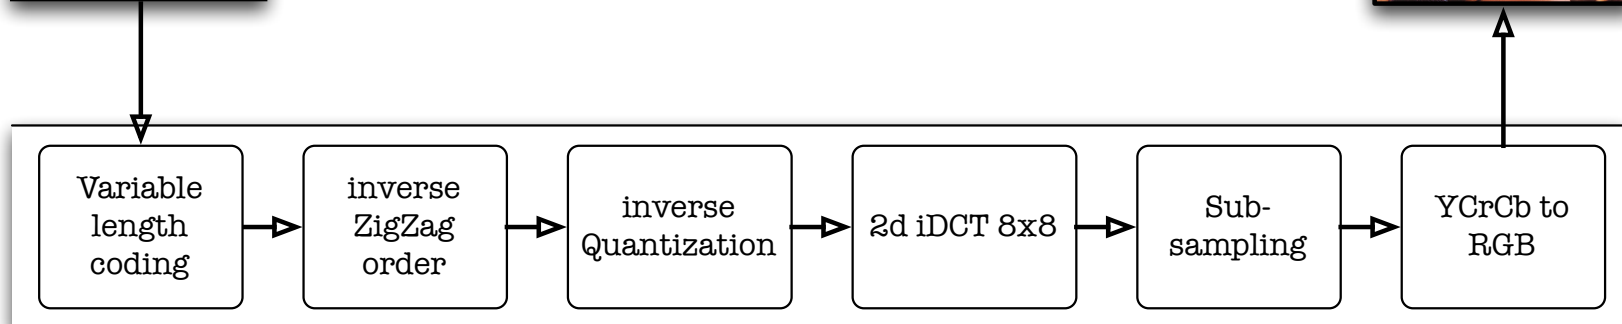 Variable
length
coding
inverse
ZigZag
order
inverse
Quantization
2d iDCT 8x8
Sub-
sampling
YCrCb to
RGB